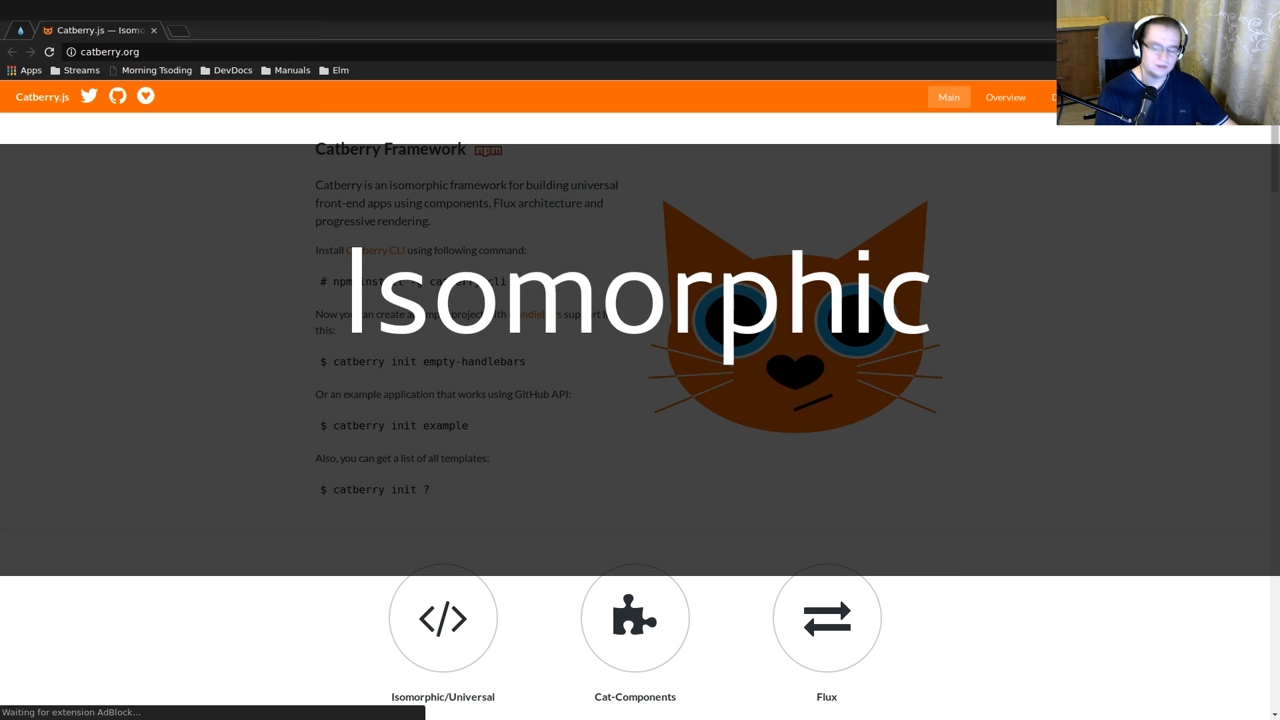 Catberry.js — Isomo
catberry.org
Apps Streams Morning Tsoding DevDocs Manuals Elm
Catberry.js Main Overview D
Catberry Framework npm
Catberry is an isomorphic framework for building universal
front-end apps using components, Flux architecture and
progressive rendering.
Install Catberry CLI using following command:
Isomorphic
this:
$ catberry init empty-handlebars
Or an example application that works using GitHub API:
$ catberry init example
Also, you can get a list of all templates:
$ catberry init ?
Isomorphic/Universal Cat-Components Flux
Waiting for extension AdBlock...